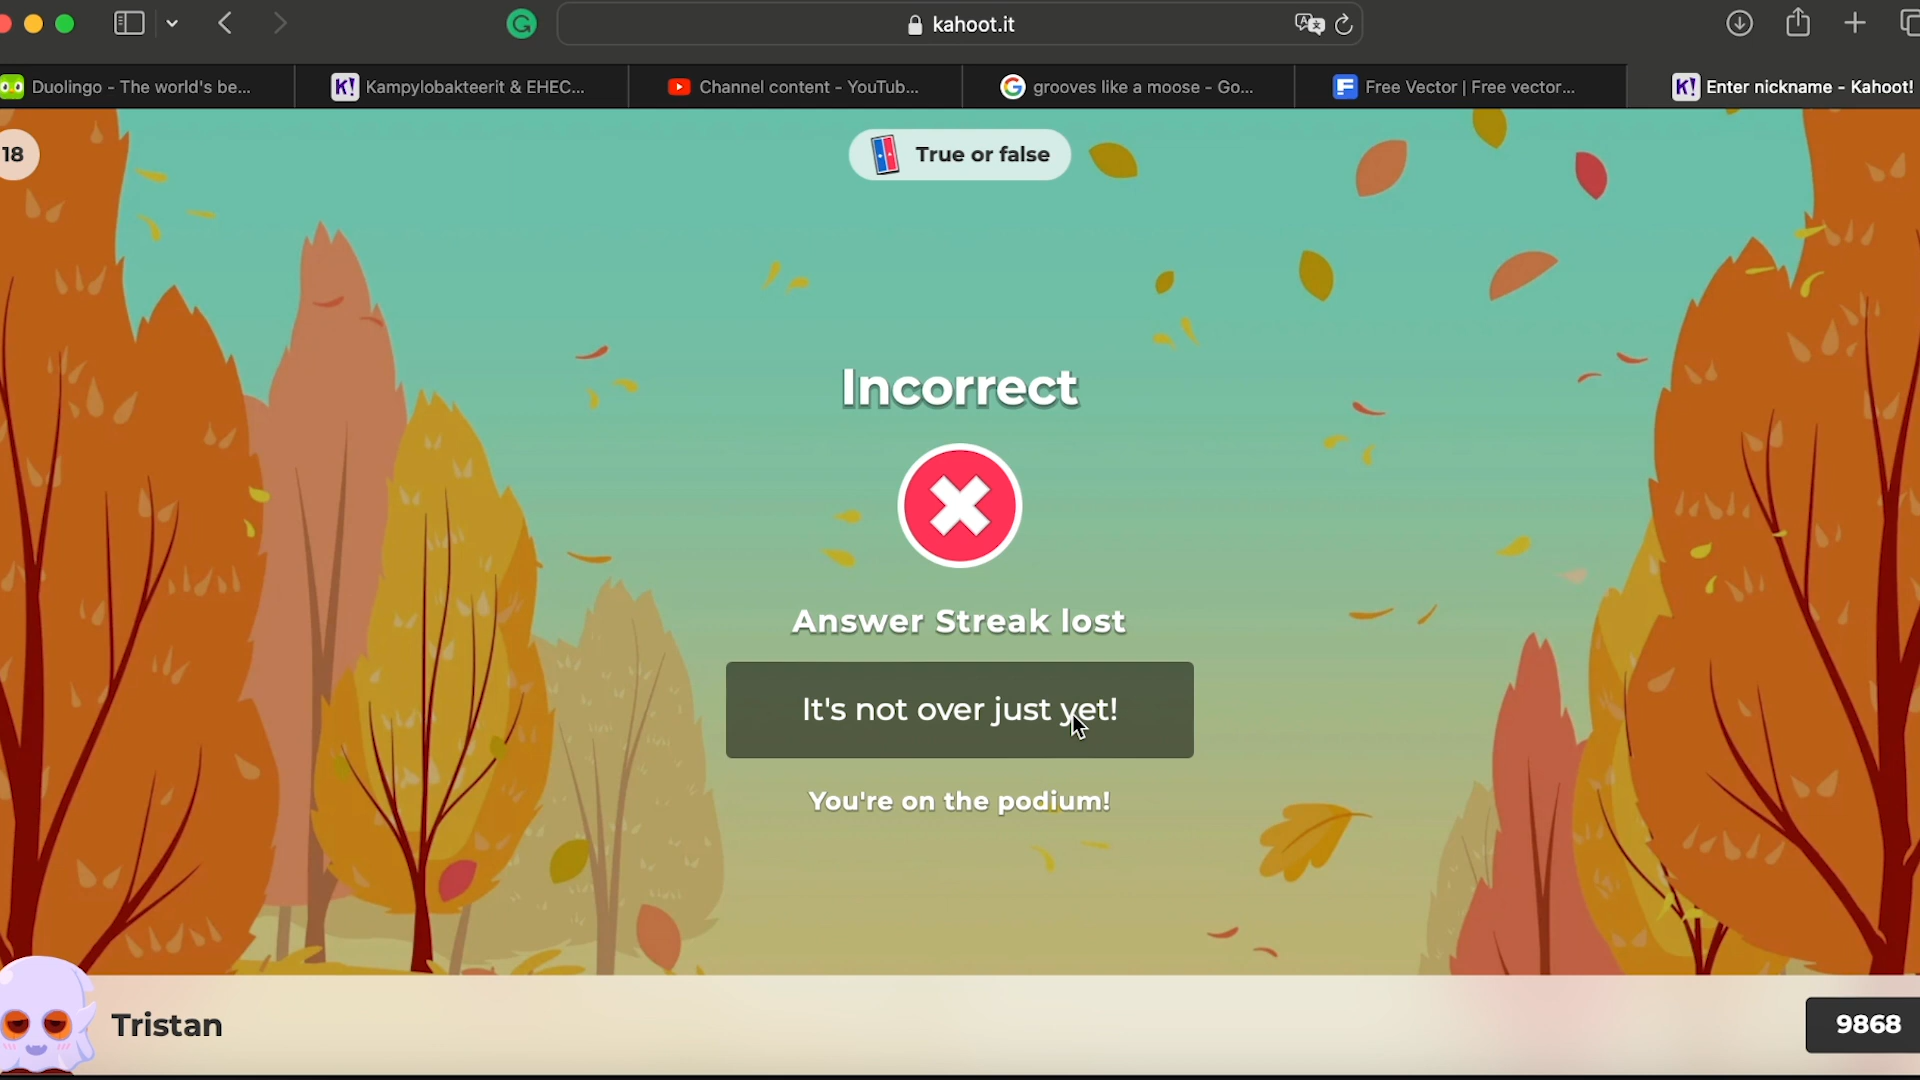 kahoot.it
Duolingo - The world's be...
K! Kampylobakteerit & EHEC...
Channel content - YouTub...
grooves like a moose - Go...
Free Vector | Free vector...
K! Enter nickname - Kahoot!
18
True or false
Incorrect
Answer Streak lost
It's not over just yet!
You're on the podium!
Tristan
9868